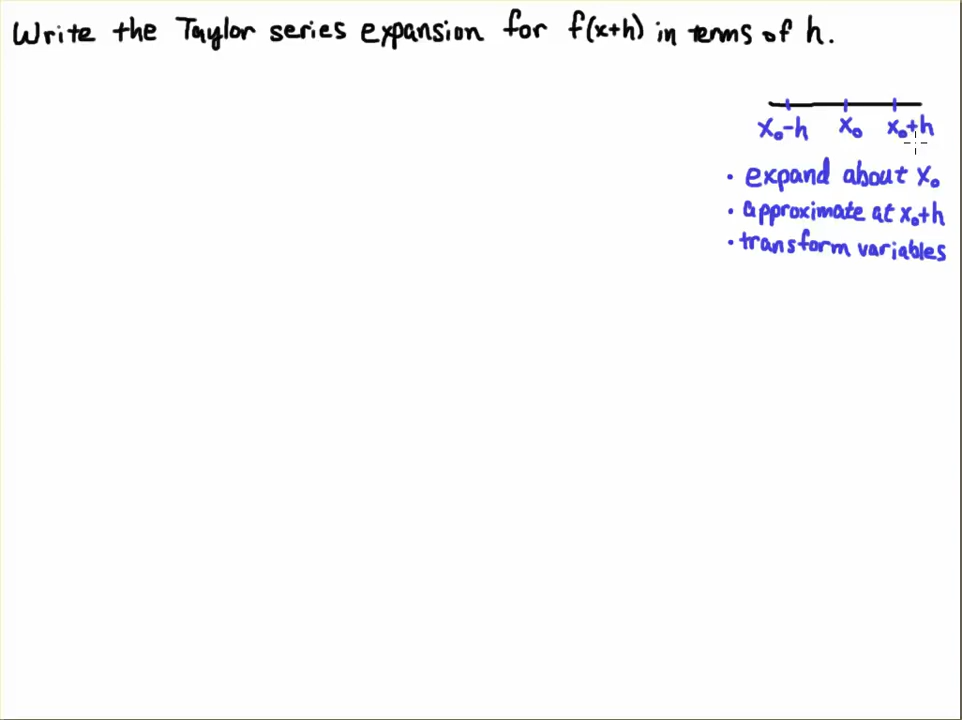 Write the Taylor series expansion for f(x+h) in terms of h.
x₀-h x₀ x₀+h
• expand about x₀
• approximate at x₀+h
• transform variables